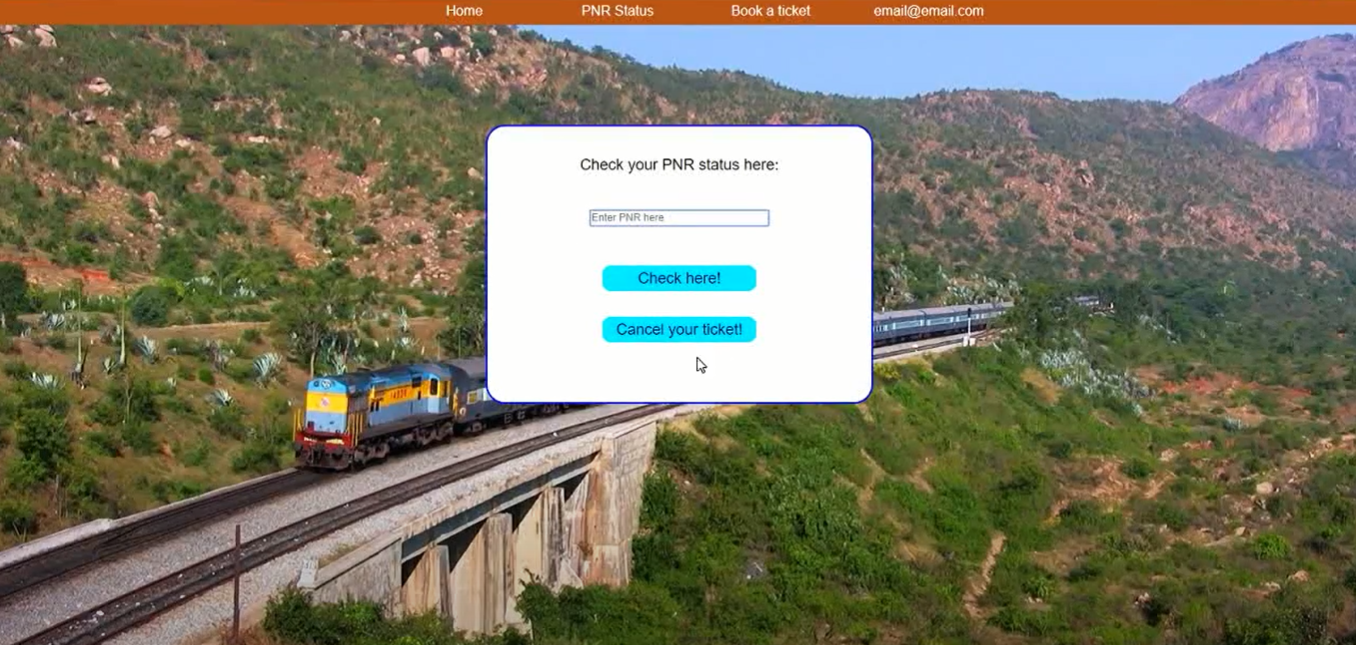 Home PNR Status Book a ticket email@email.com
Check your PNR status here:
Enter PNR here
Check here!
Cancel your ticket!